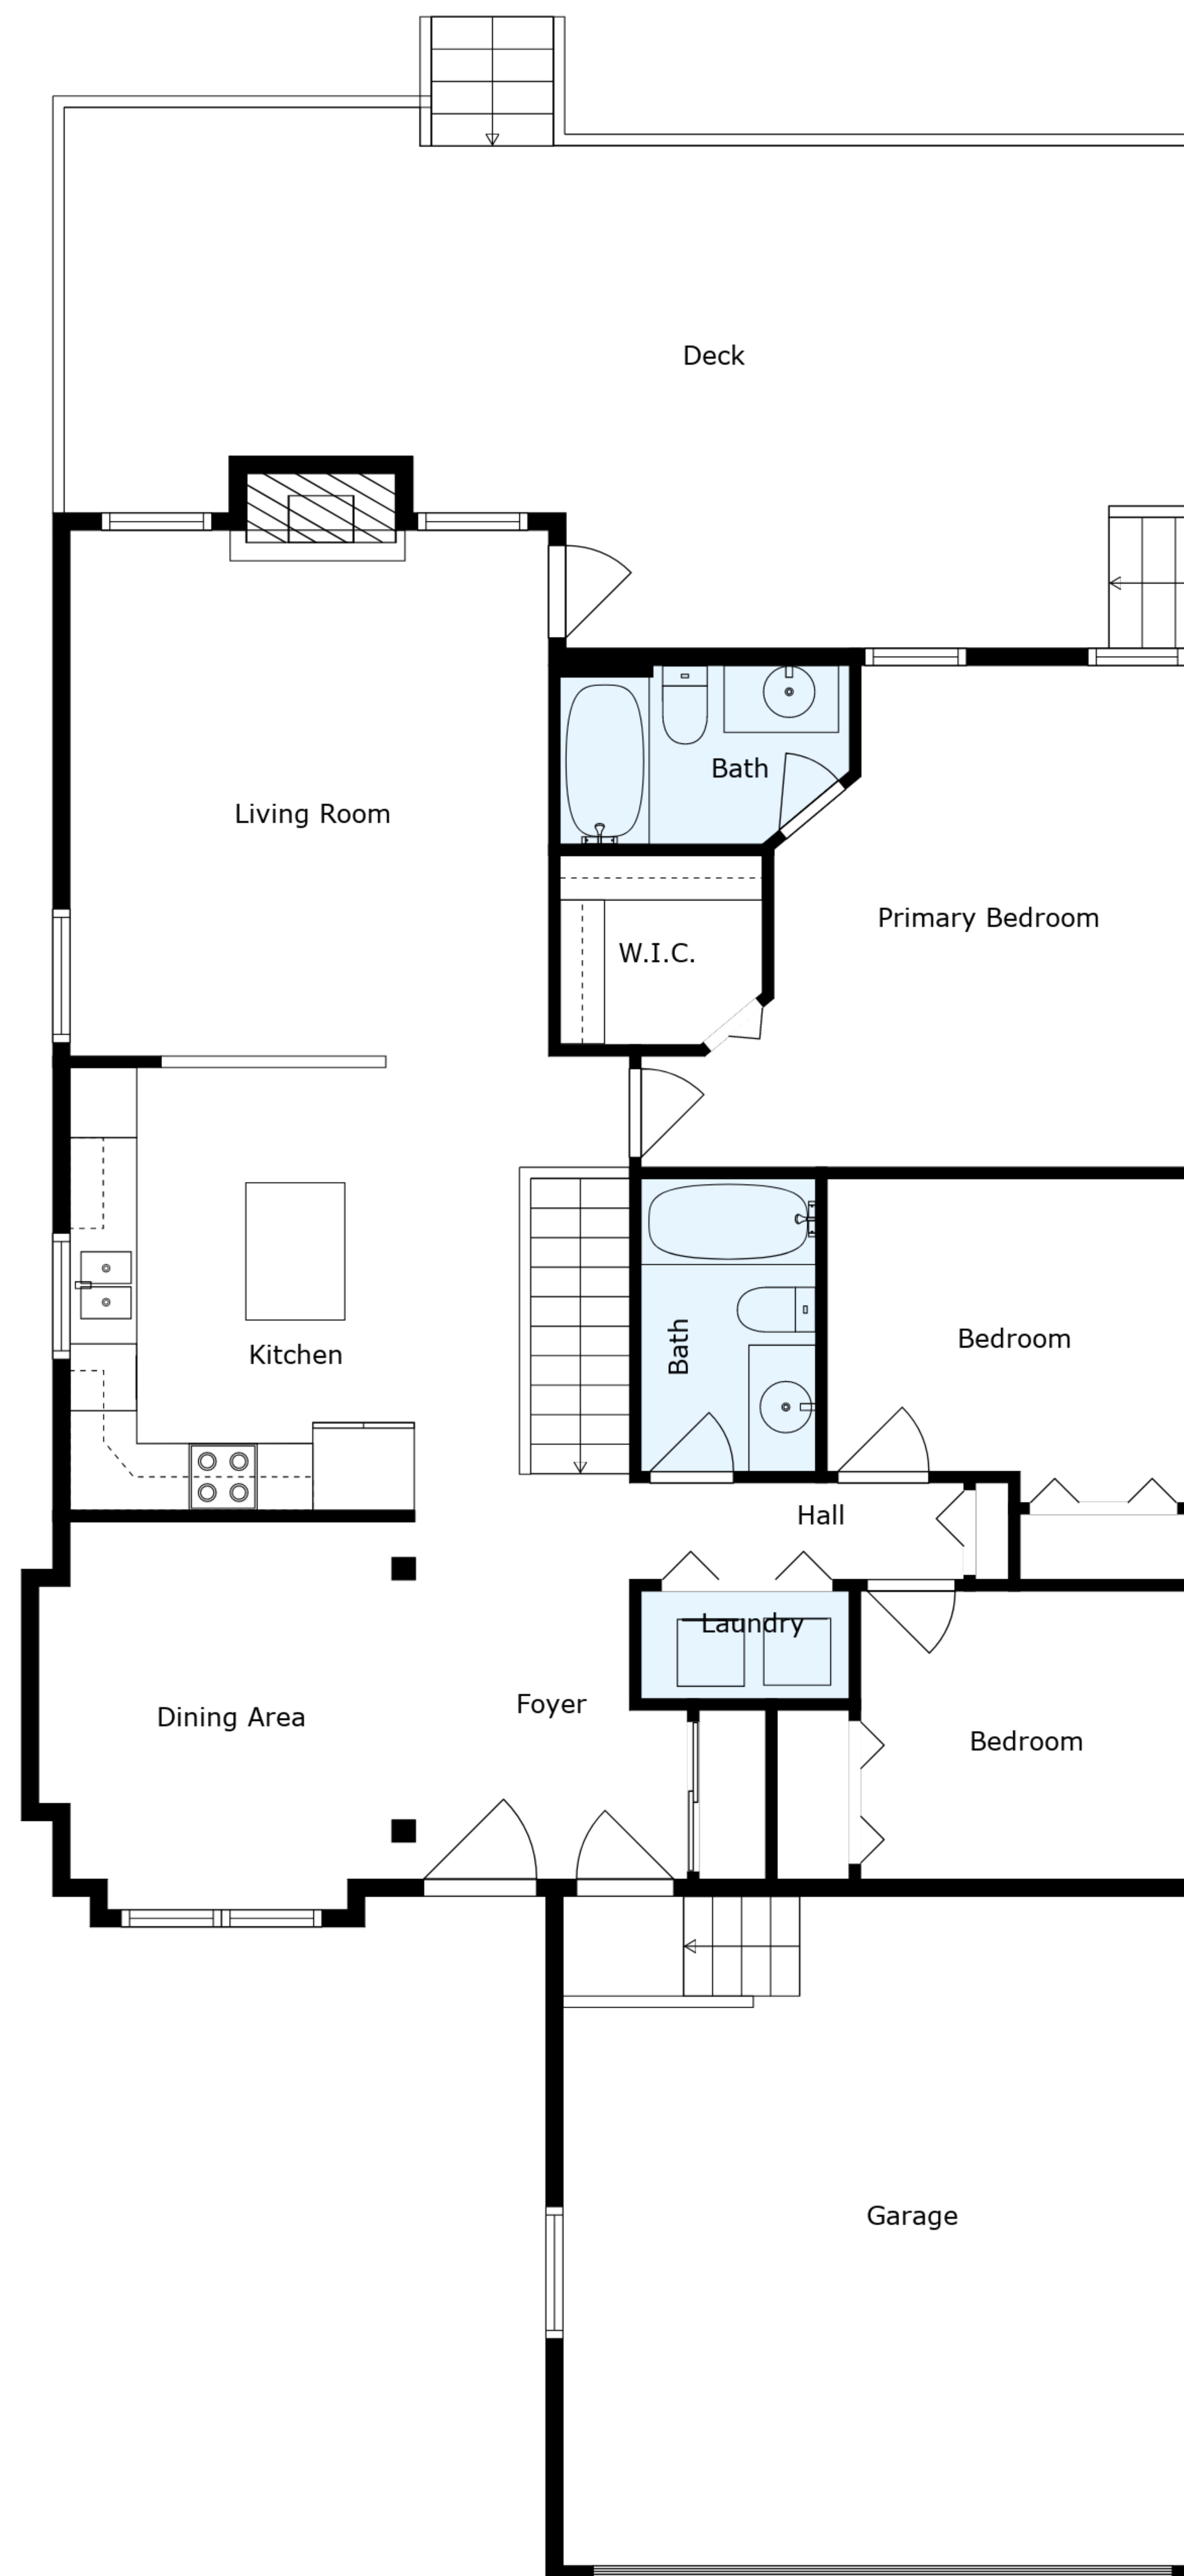 Deck
Living Room
Bath
Primary Bedroom
W.I.C.
Bath
Bedroom
Kitchen
Hall
Laundry
Foyer
Dining Area
Bedroom
Garage